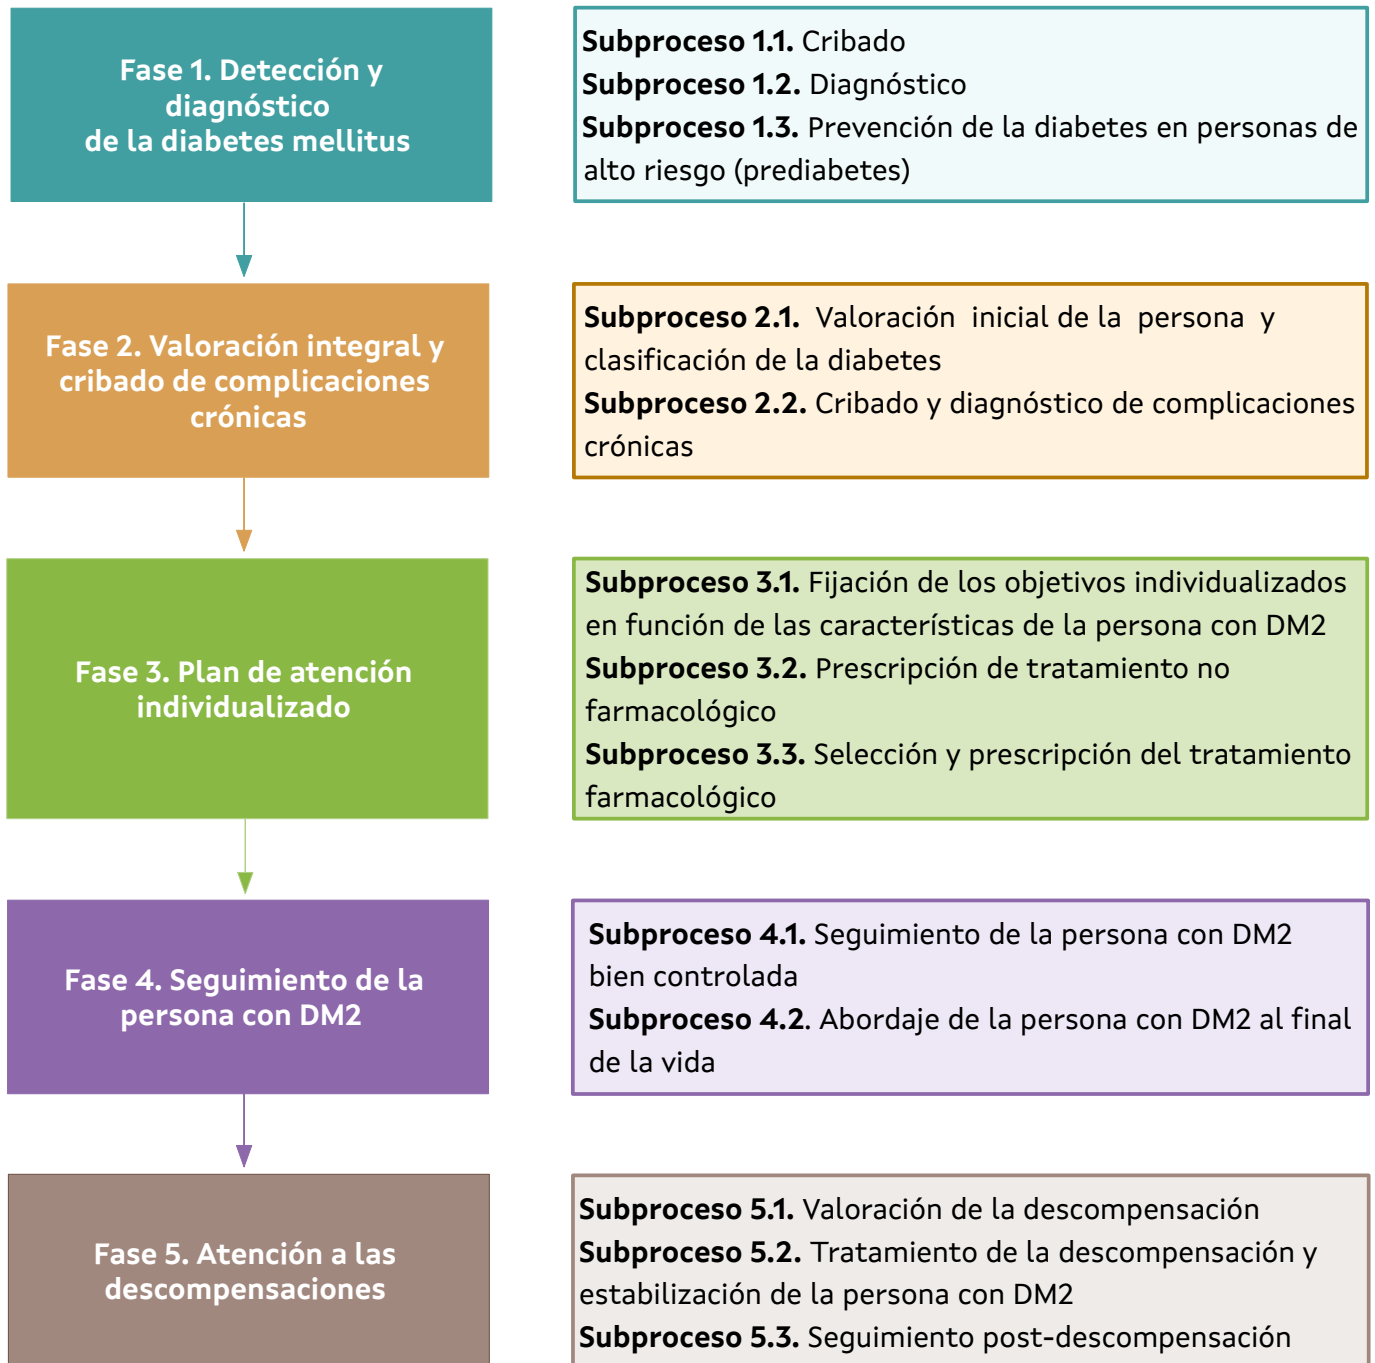 Fase 1. Detección y
diagnóstico
de la diabetes mellitus
Subproceso 1.1. Cribado
Subproceso 1.2. Diagnóstico
Subproceso 1.3. Prevención de la diabetes en personas de
alto riesgo (prediabetes)
Fase 2. Valoración integral y
cribado de complicaciones
crónicas
Subproceso 2.1. Valoración inicial de la persona y
clasificación de la diabetes
Subproceso 2.2. Cribado y diagnóstico de complicaciones
crónicas
Fase 3. Plan de atención
individualizado
Subproceso 3.1. Fijación de los objetivos individualizados
en función de las características de la persona con DM2
Subproceso 3.2. Prescripción de tratamiento no
farmacológico
Subproceso 3.3. Selección y prescripción del tratamiento
farmacológico
Fase 4. Seguimiento de la
persona con DM2
Subproceso 4.1. Seguimiento de la persona con DM2
bien controlada
Subproceso 4.2. Abordaje de la persona con DM2 al final
de la vida
Fase 5. Atención a las
descompensaciones
Subproceso 5.1. Valoración de la descompensación
Subproceso 5.2. Tratamiento de la descompensación y
estabilización de la persona con DM2
Subproceso 5.3. Seguimiento post-descompensación